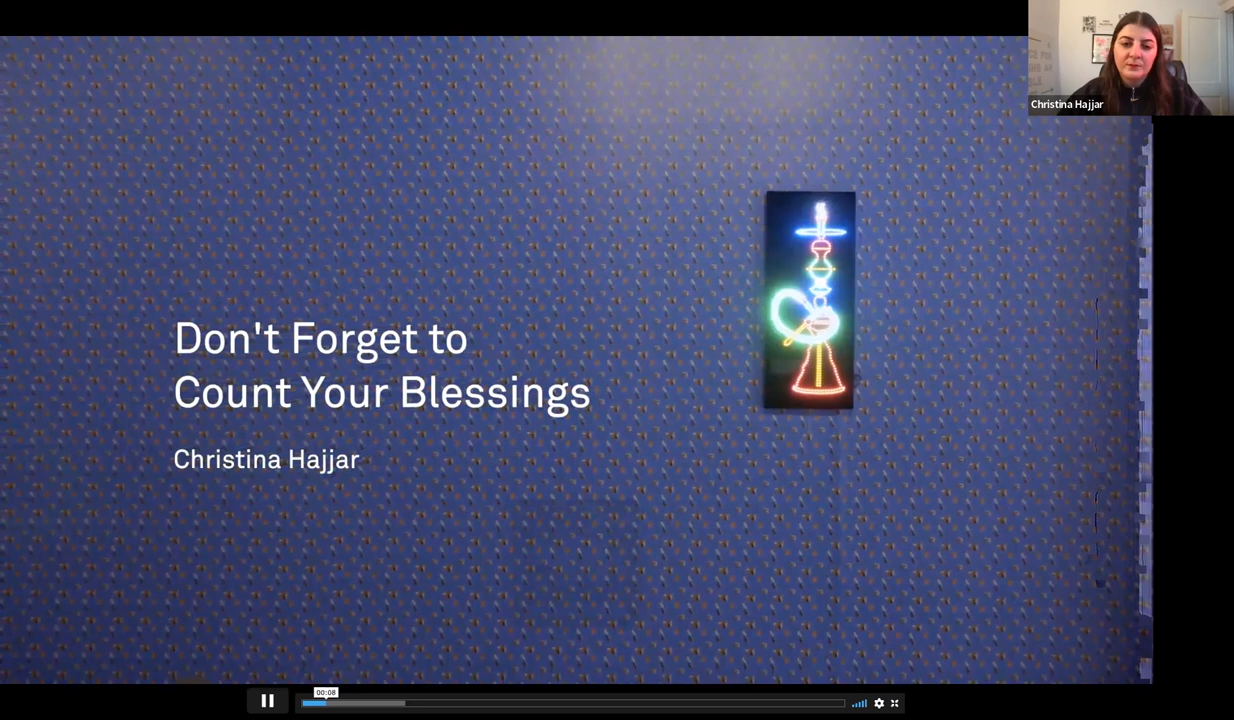 Christina Hajjar
Don't Forget to
Count Your Blessings
Christina Hajjar
00:08